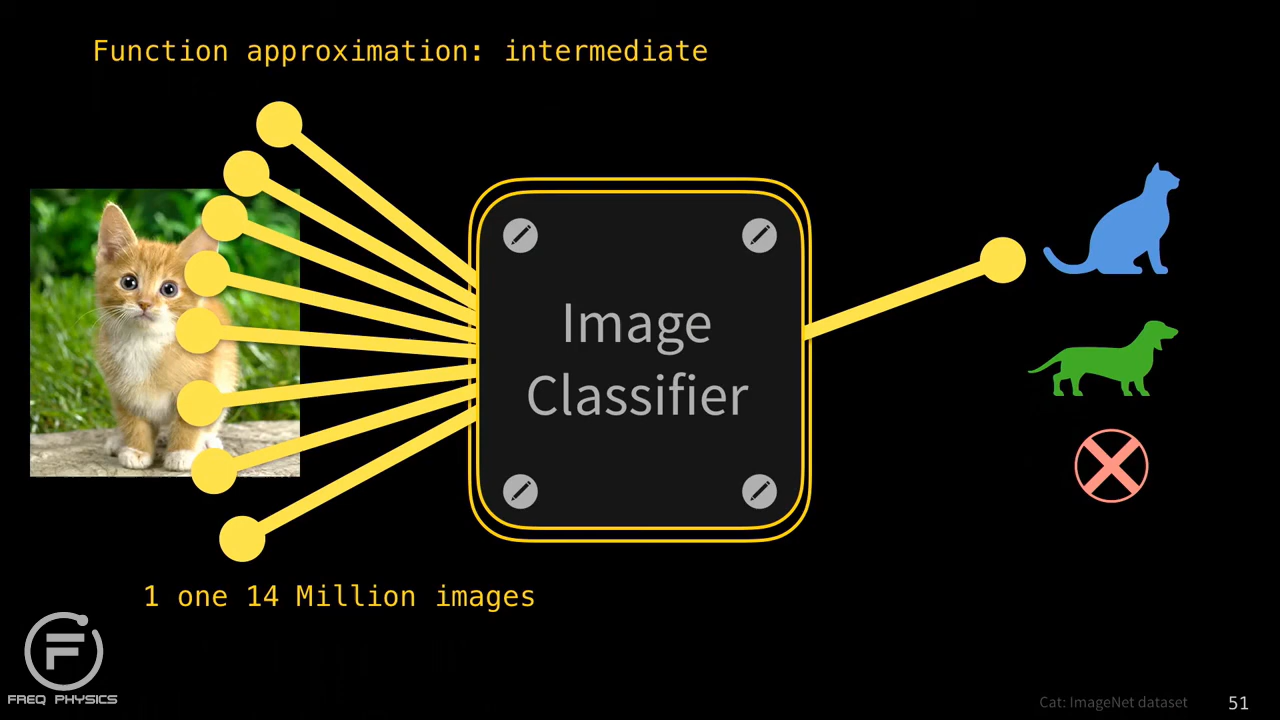 Function approximation: intermediate
Image
Classifier
1 one 14 Million images
FREQ PHYSICS
Cat: ImageNet dataset
51